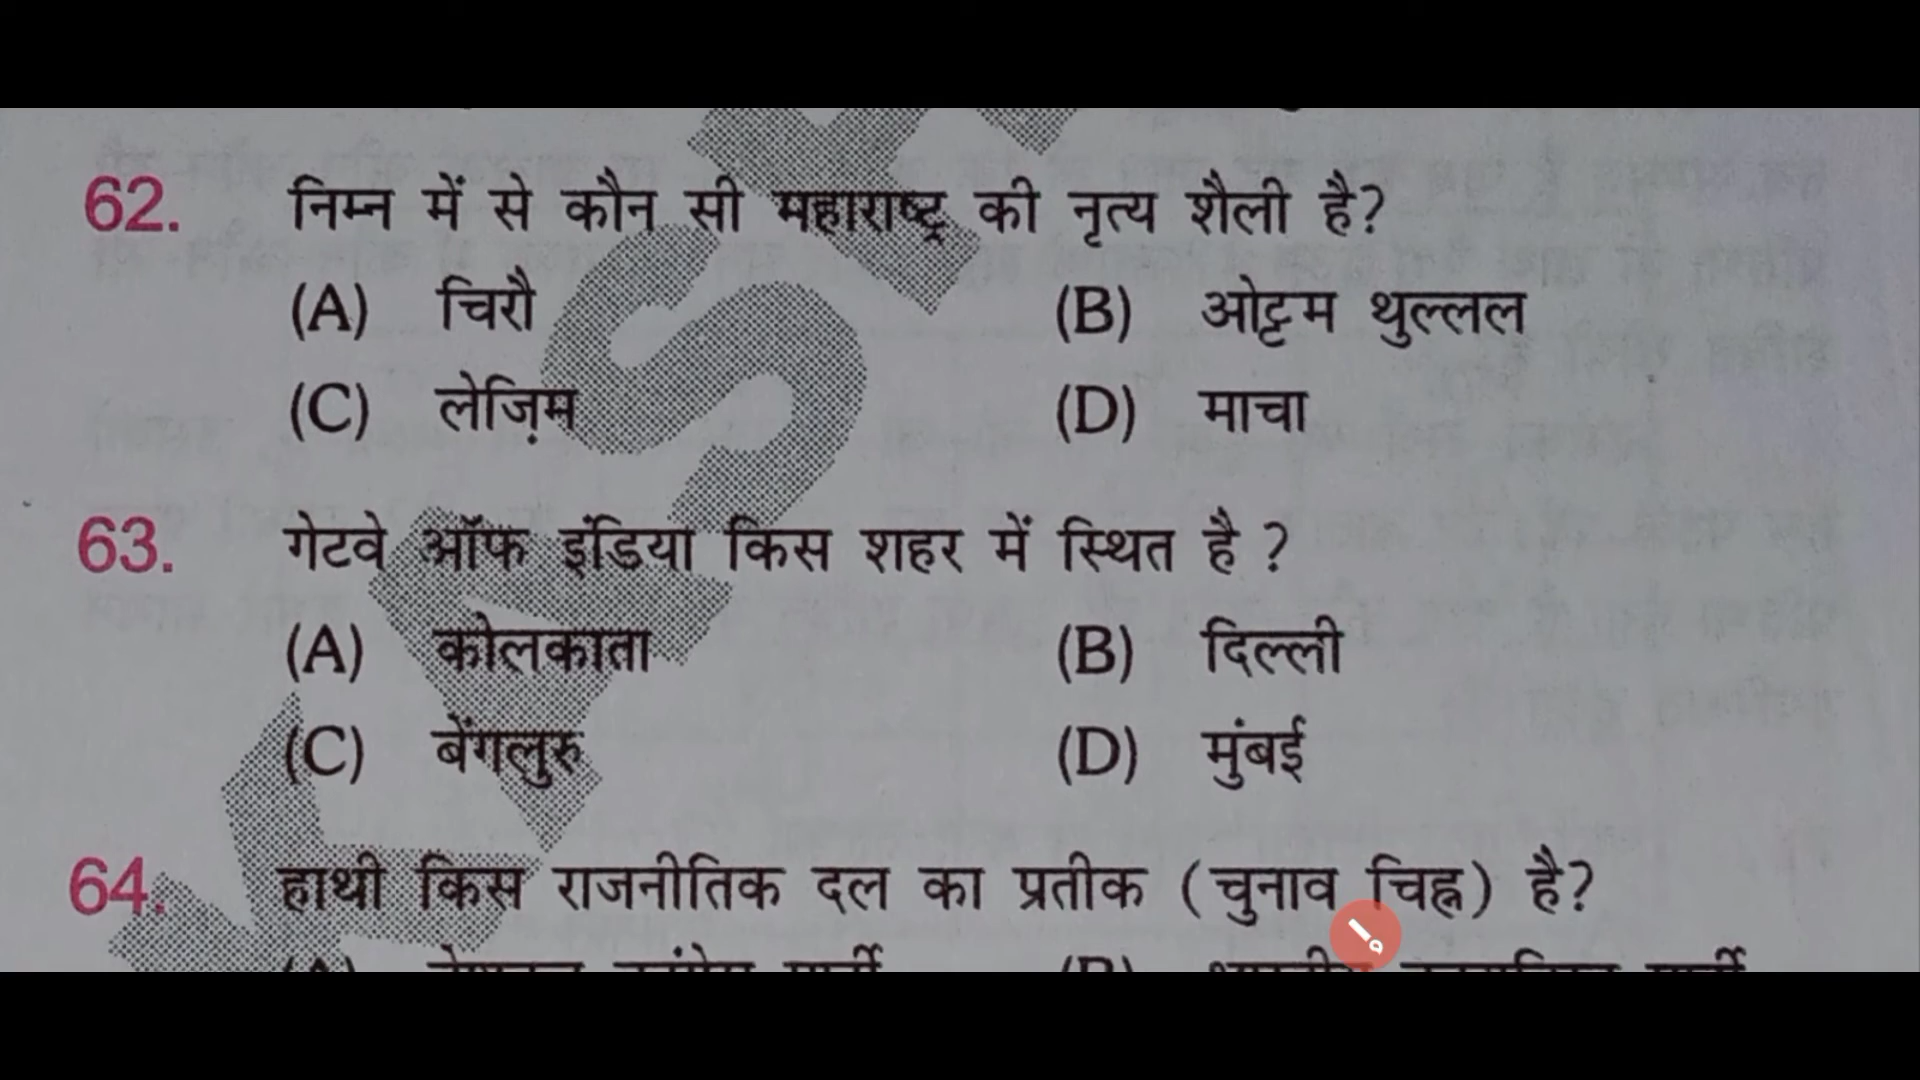 62. निम्न में से कौन सी महाराष्ट्र की नृत्य शैली है?
(A) चिरौ (B) ओट्टम थुल्लल
(C) लेज़िम (D) माचा
63. गेटवे ऑफ इंडिया किस शहर में स्थित है ?
(A) कोलकाता (B) दिल्ली
(C) बेंगलुरु (D) मुंबई
64. हाथी किस राजनीतिक दल का प्रतीक (चुनाव चिह्न) है?